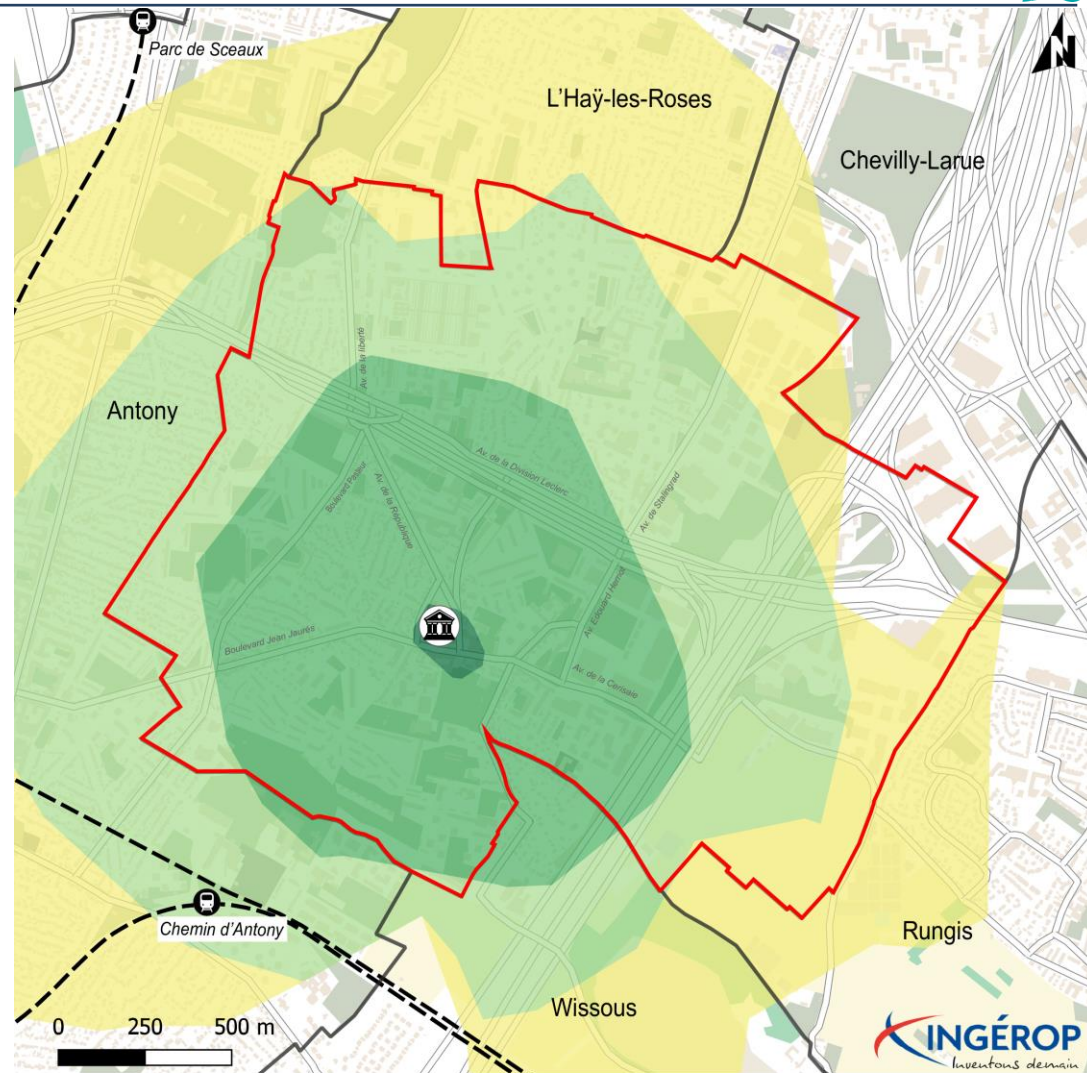 Parc de Sceaux
N
L'Haÿ-les-Roses
Chevilly-Larue
Av. de la liberté
Antony
Av. de la Division Leclerc
Boulevard Pasteur
Av. de la République
Av. de Stalingrad
Av. Edouard Herriot
Boulevard Jean Jaurès
Av. de la Cerisaie
Chemin d'Antony
Rungis
Wissous
0 250 500 m
INGÉROP
Inventons demain